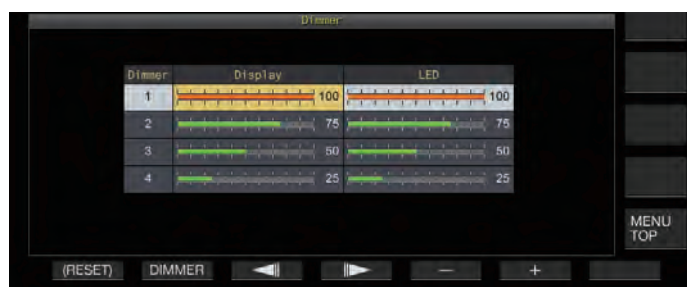 Dimmer
Dimmer Display LED
1 100 100
2 75 75
3 50 50
4 25 25
MENU
TOP
(RESET) DIMMER − +